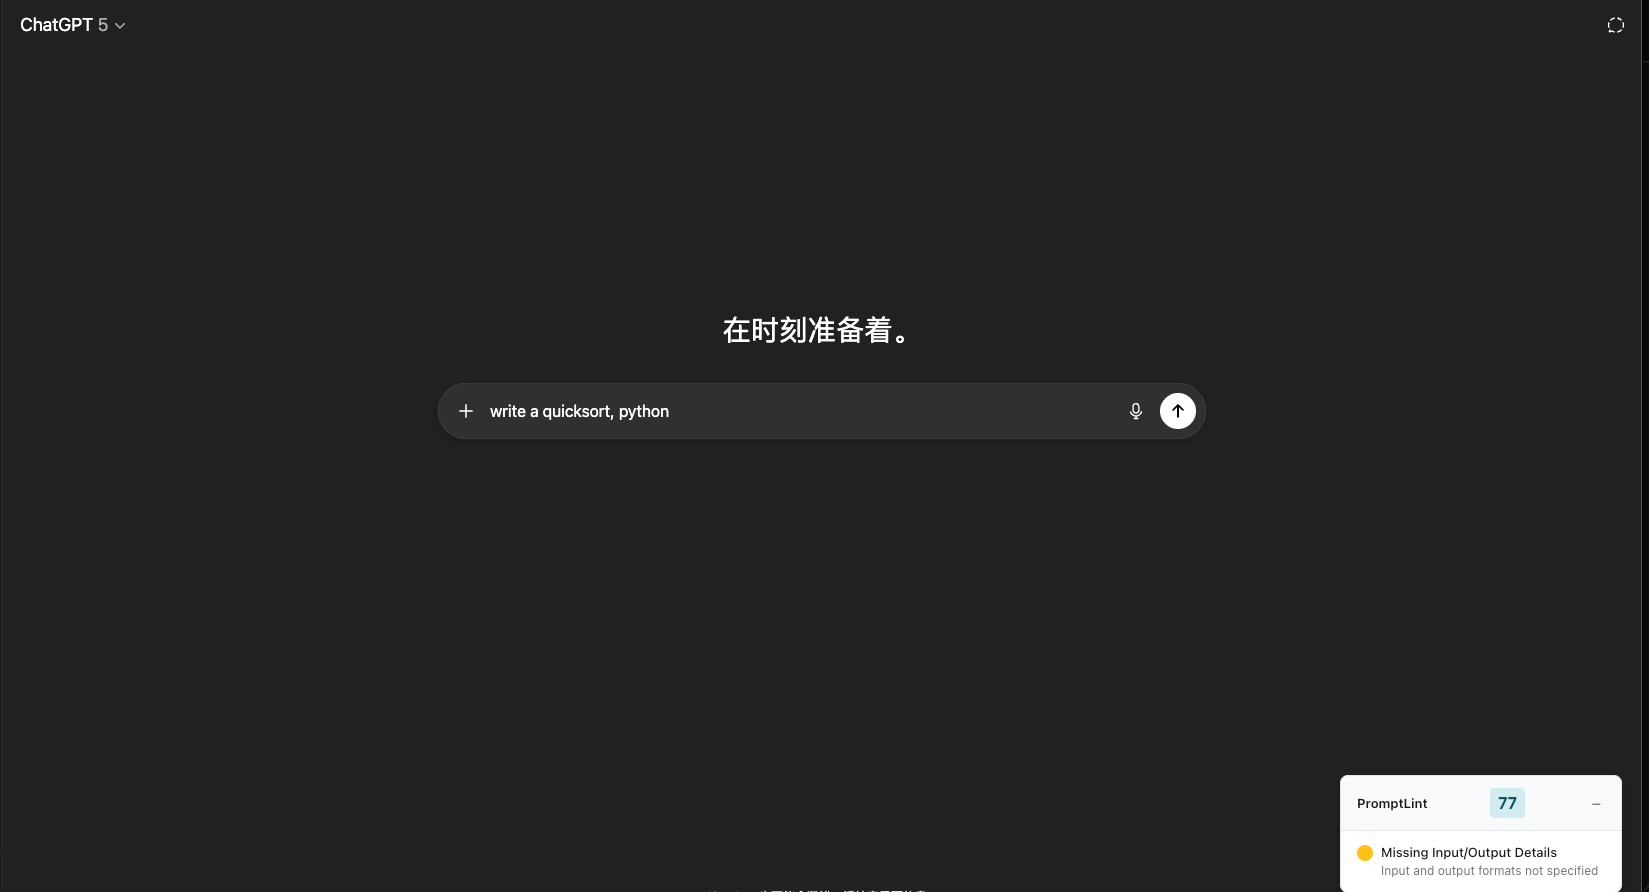 ChatGPT 5
在时刻准备着。
write a quicksort, python
PromptLint 77
Missing Input/Output Details
Input and output formats not specified